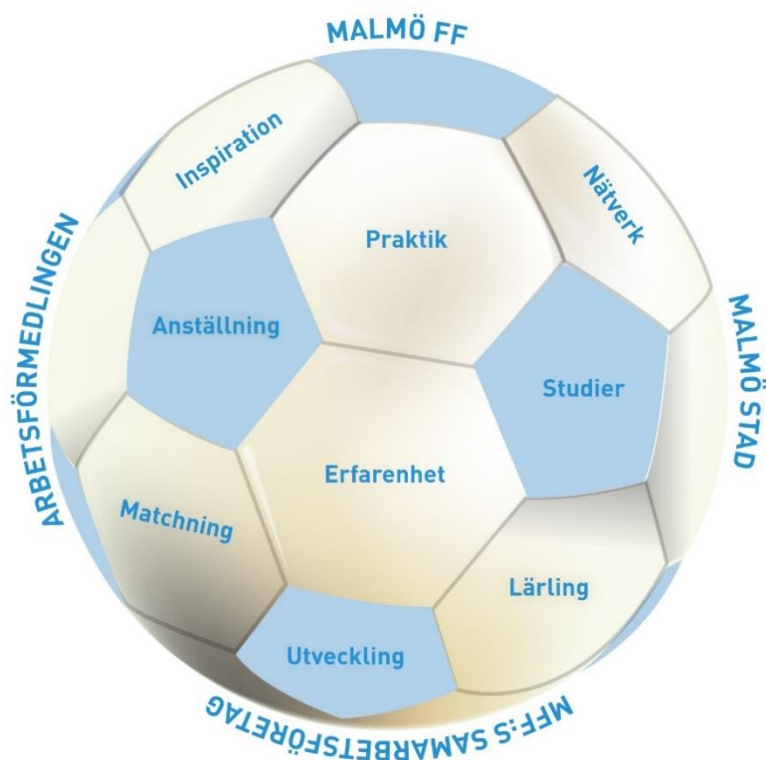 MALMÖ FF
Inspiration
Nätverk
Praktik
ARBETSFÖRMEDLINGEN
Anställning
MALMÖ STAD
Studier
Erfarenhet
Matchning
Lärling
Utveckling
MFF:S SAMARBETSFÖRETAG